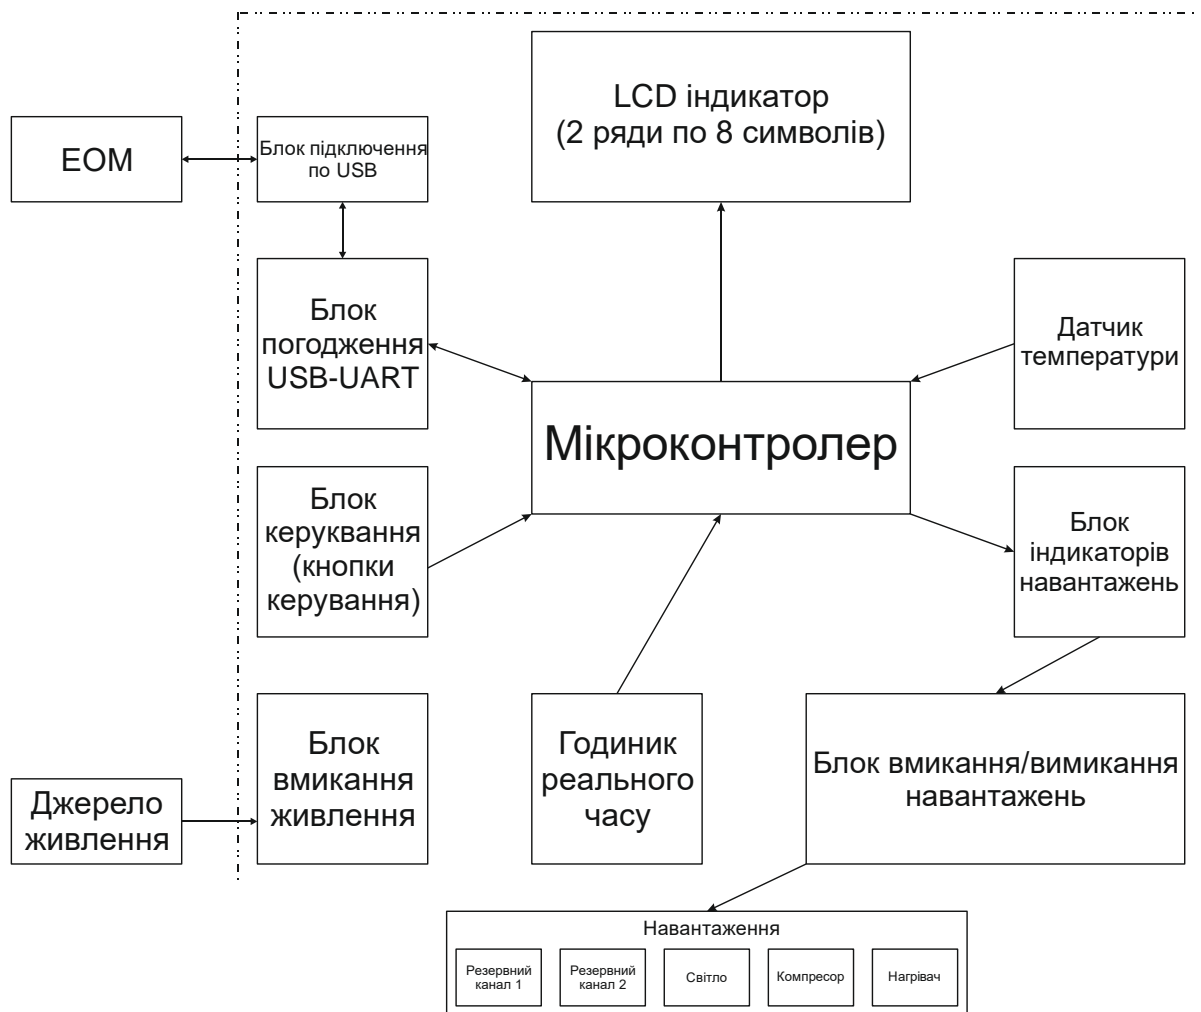 LCD індикатор
(2 ряди по 8 символів)
ЕОМ
Блок підключення
по USB
Блок
погодження
USB-UART
Датчик
температури
Мікроконтролер
Блок
керуквання
(кнопки
керування)
Блок
індикаторів
навантажень
Блок
вмикання
живлення
Годиник
реального
часу
Блок вмикання/вимикання
навантажень
Джерело
живлення
Навантаження
Резервний
канал 1
Резервний
канал 2
Світло
Компресор
Нагрівач